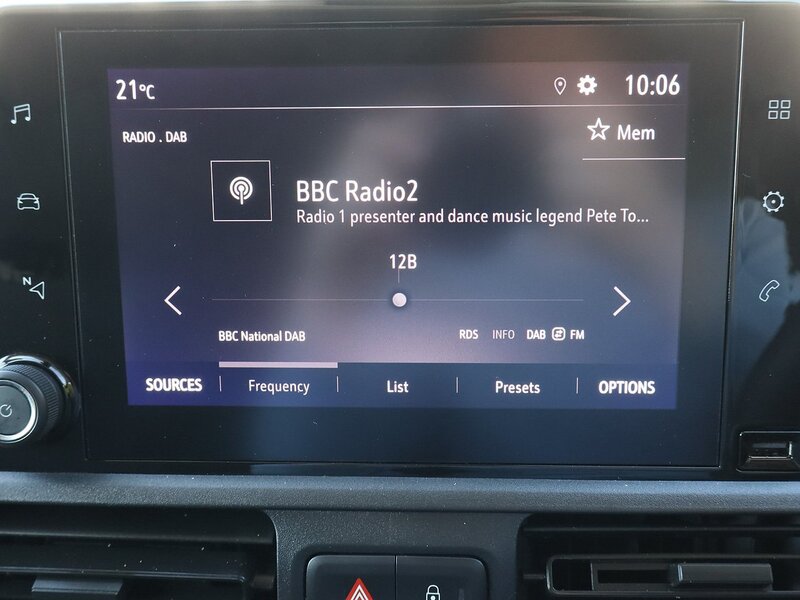 21°C 10:06
RADIO . DAB
Mem
BBC Radio2
Radio 1 presenter and dance music legend Pete To...
12B
BBC National DAB RDS INFO DAB FM
SOURCES Frequency List Presets OPTIONS
N